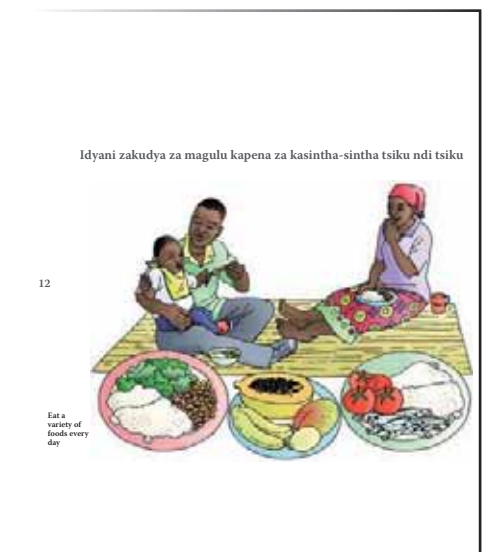 Idyani zakudya za magulu kapena za kasintha-sintha tsiku ndi tsiku
12
Eat a
variety of
foods every
day